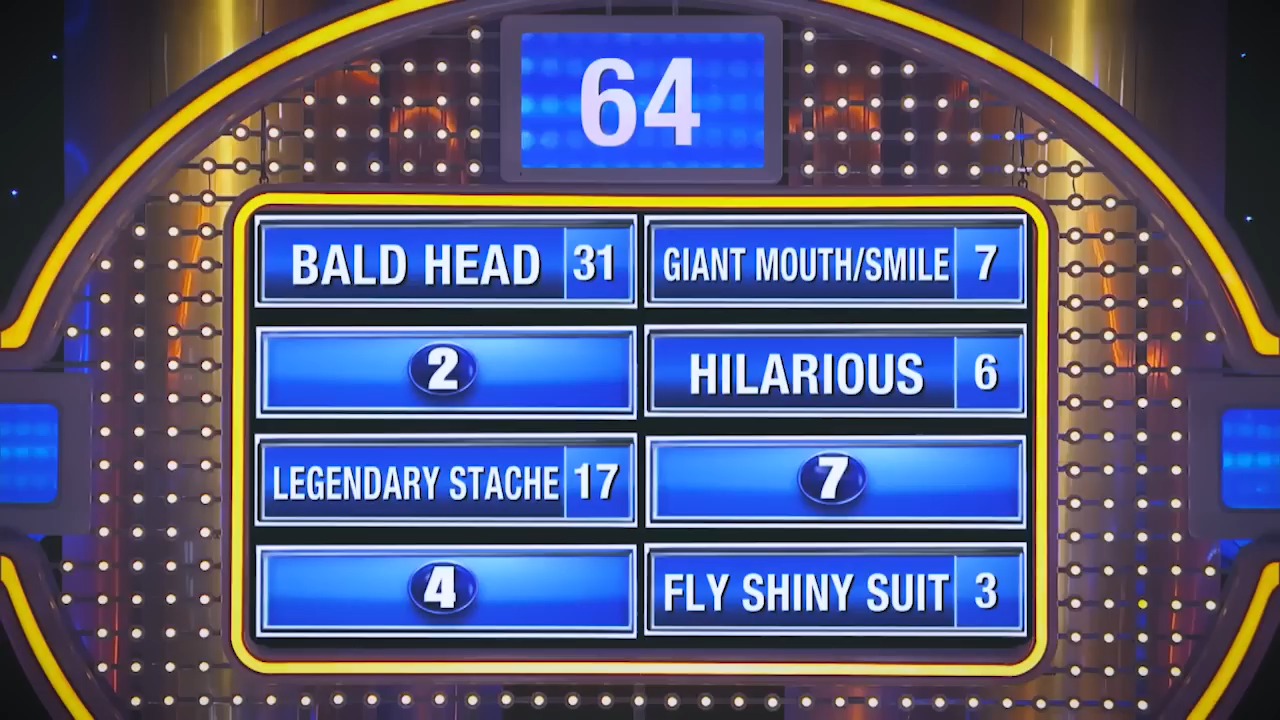 64
BALD HEAD 31
2
LEGENDARY STACHE 17
4
GIANT MOUTH/SMILE 7
HILARIOUS 6
7
FLY SHINY SUIT 3